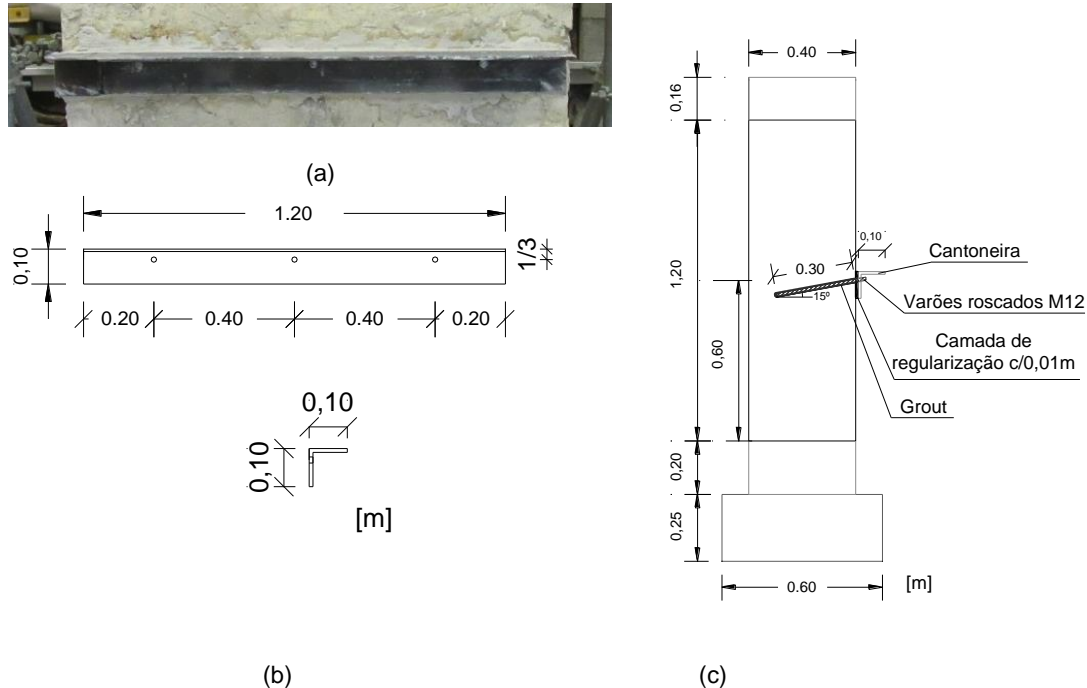 (a)
1.20
0,10
1/3
0.20
0.40
0.40
0.20
0,10
0,10
[m]
(b)
0.40
0,16
1,20
0,10
0.30
15º
0,60
Cantoneira
Varões roscados M12
Camada de
regularização c/0,01m
Grout
0,20
0,25
0.60
[m]
(c)